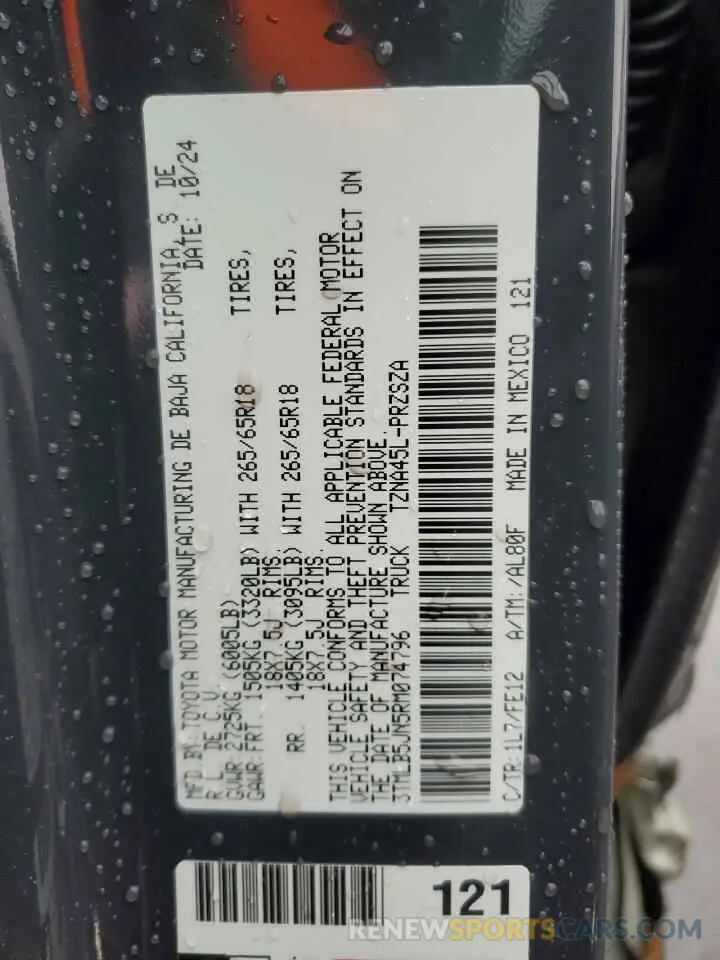 MFD BY: TOYOTA MOTOR MANUFACTURING DE BAJA CALIFORNIA, S DE
R L. DE C. V. DATE: 10/24
GVWR 2725KG (6005LB)
GAWR: FRT. 1505KG (3320LB) WITH 265/65R18 TIRES,
18X7.5J RIMS.
RR. 1405KG (3095LB) WITH 265/65R18 TIRES,
18X7.5J RIMS.
THIS VEHICLE CONFORMS TO ALL APPLICABLE FEDERAL MOTOR
VEHICLE SAFETY AND THEFT PREVENTION STANDARDS IN EFFECT ON
THE DATE OF MANUFACTURE SHOWN ABOVE.
3TMLB5JN5RM074796 TRUCK TZNA45L-PRZSZA
C/TR: 1L7/FE12 A/TM: /AL80F MADE IN MEXICO 121
121
RENEWSPORTSCARS.COM